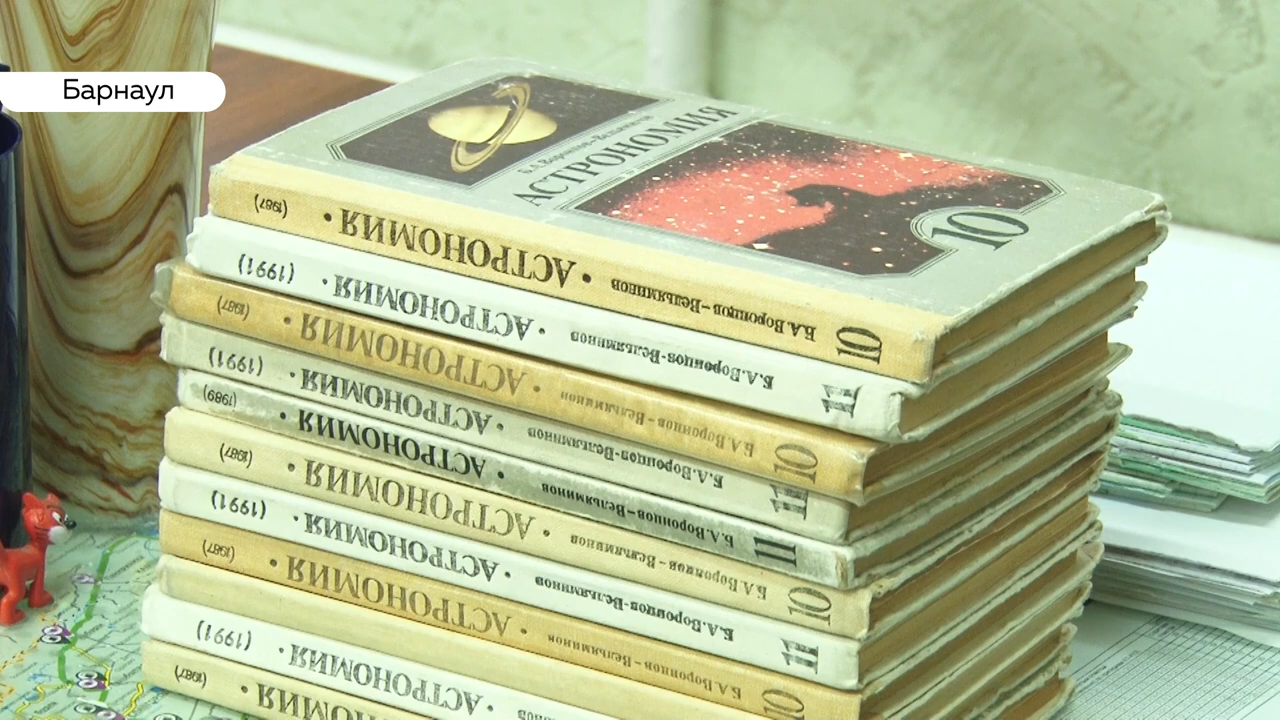 Барнаул
Б.А. Воронцов-Вельяминов
АСТРОНОМИЯ
10
10 Б.А. Воронцов–Вельяминов • АСТРОНОМИЯ • (1987)
11 Б.А. Воронцов-Вельяминов • АСТРОНОМИЯ • (1991)
10 Б.А. Воронцов–Вельяминов • АСТРОНОМИЯ • (1987)
11 Б.А. Воронцов-Вельяминов • АСТРОНОМИЯ • (1991)
11 Б.А. Воронцов-Вельяминов • АСТРОНОМИЯ • (1989)
10 Б.А. Воронцов–Вельяминов • АСТРОНОМИЯ • (1987)
11 Б.А. Воронцов-Вельяминов • АСТРОНОМИЯ • (1991)
10 Б.А. Воронцов–Вельяминов • АСТРОНОМИЯ • (1987)
АСТРОНОМИЯ • (1991)
АСТРОНОМИЯ • (1987)